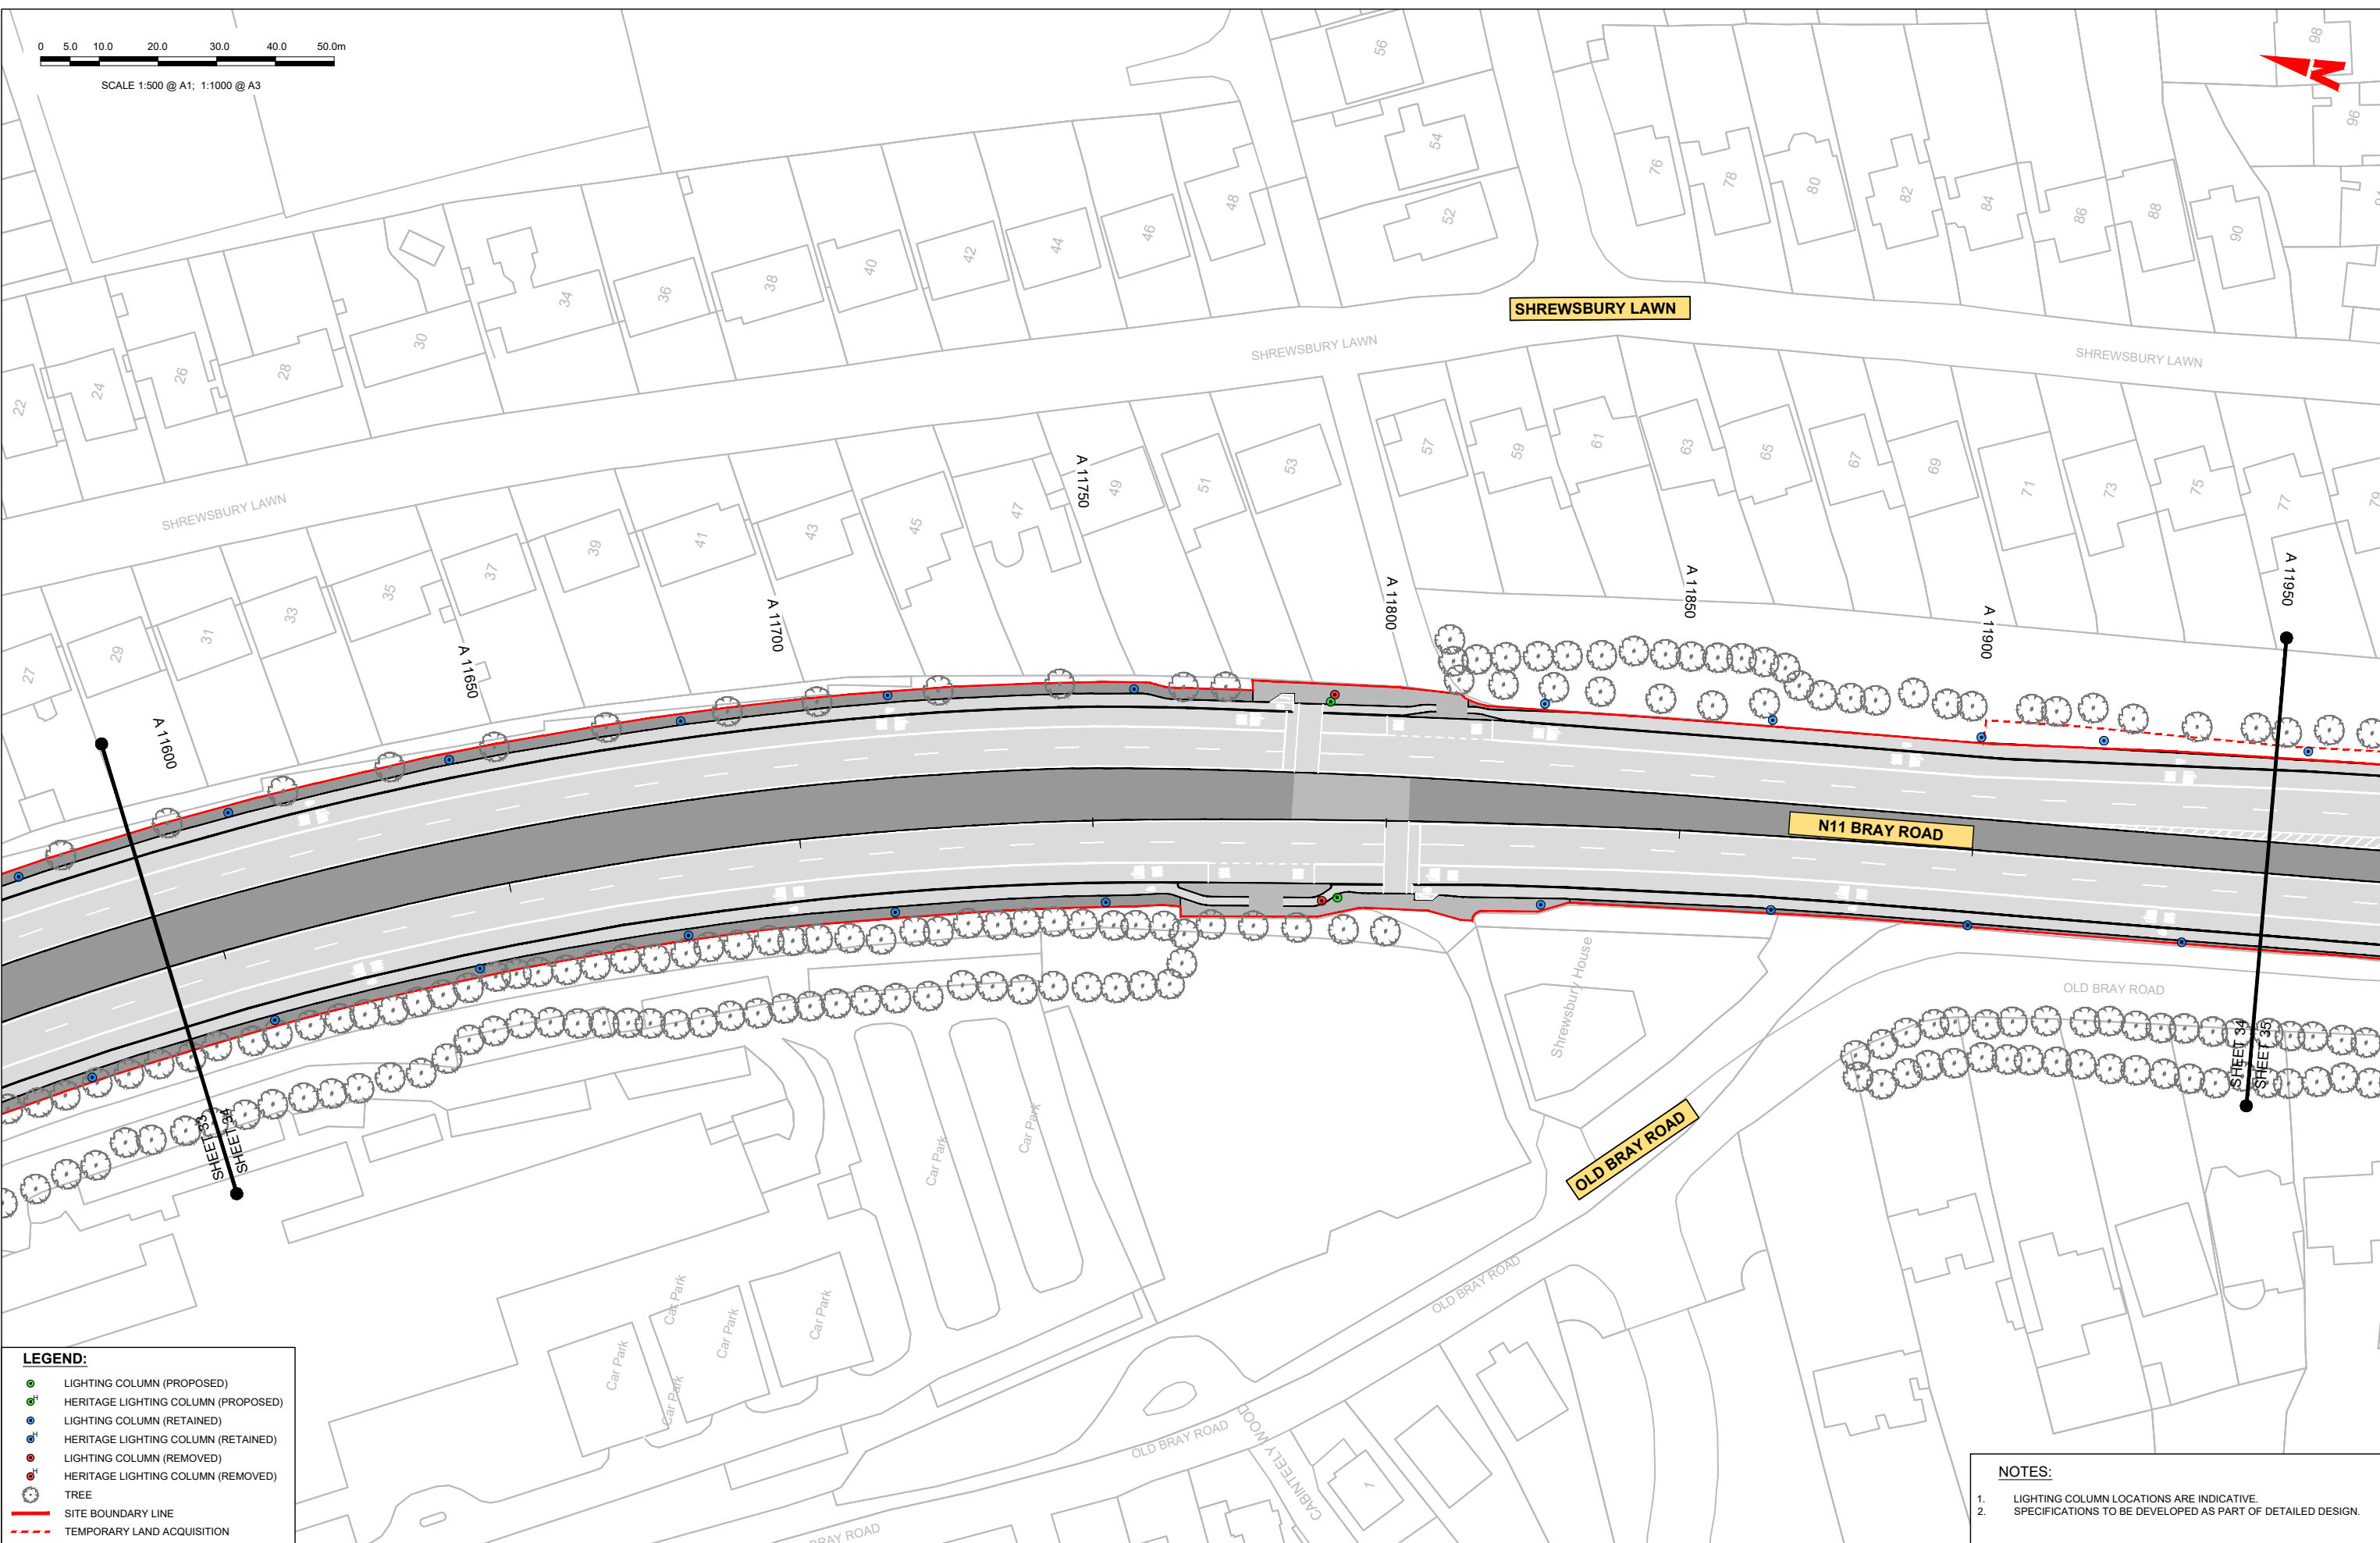 0 5.0 10.0 20.0 30.0 40.0 50.0m
SCALE 1:500 @ A1; 1:1000 @ A3
N
98
96
56
54
52
48
46
44
42
40
38
36
34
30
28
26
24
22
76
78
80
82
84
86
88
90
SHREWSBURY LAWN
SHREWSBURY LAWN
SHREWSBURY LAWN
SHREWSBURY LAWN
27
29
31
33
35
37
39
41
43
45
47
49
51
53
57
59
61
63
65
67
69
71
73
75
77
79
A 11600
A 11650
A 11700
A 11750
A 11800
A 11850
A 11900
A 11950
N11 BRAY ROAD
Shrewsbury House
OLD BRAY ROAD
SHEET 33
SHEET 34
SHEET 34
SHEET 35
OLD BRAY ROAD
Car Park
Car Park
Car Park
Car Park
Car Park
Car Park
Car Park
OLD BRAY ROAD
OLD BRAY ROAD
CABINTEELY WOOD
1
BRAY ROAD
LEGEND:
LIGHTING COLUMN (PROPOSED)
H HERITAGE LIGHTING COLUMN (PROPOSED)
LIGHTING COLUMN (RETAINED)
H HERITAGE LIGHTING COLUMN (RETAINED)
LIGHTING COLUMN (REMOVED)
H HERITAGE LIGHTING COLUMN (REMOVED)
TREE
SITE BOUNDARY LINE
TEMPORARY LAND ACQUISITION
NOTES:
1. LIGHTING COLUMN LOCATIONS ARE INDICATIVE.
2. SPECIFICATIONS TO BE DEVELOPED AS PART OF DETAILED DESIGN.